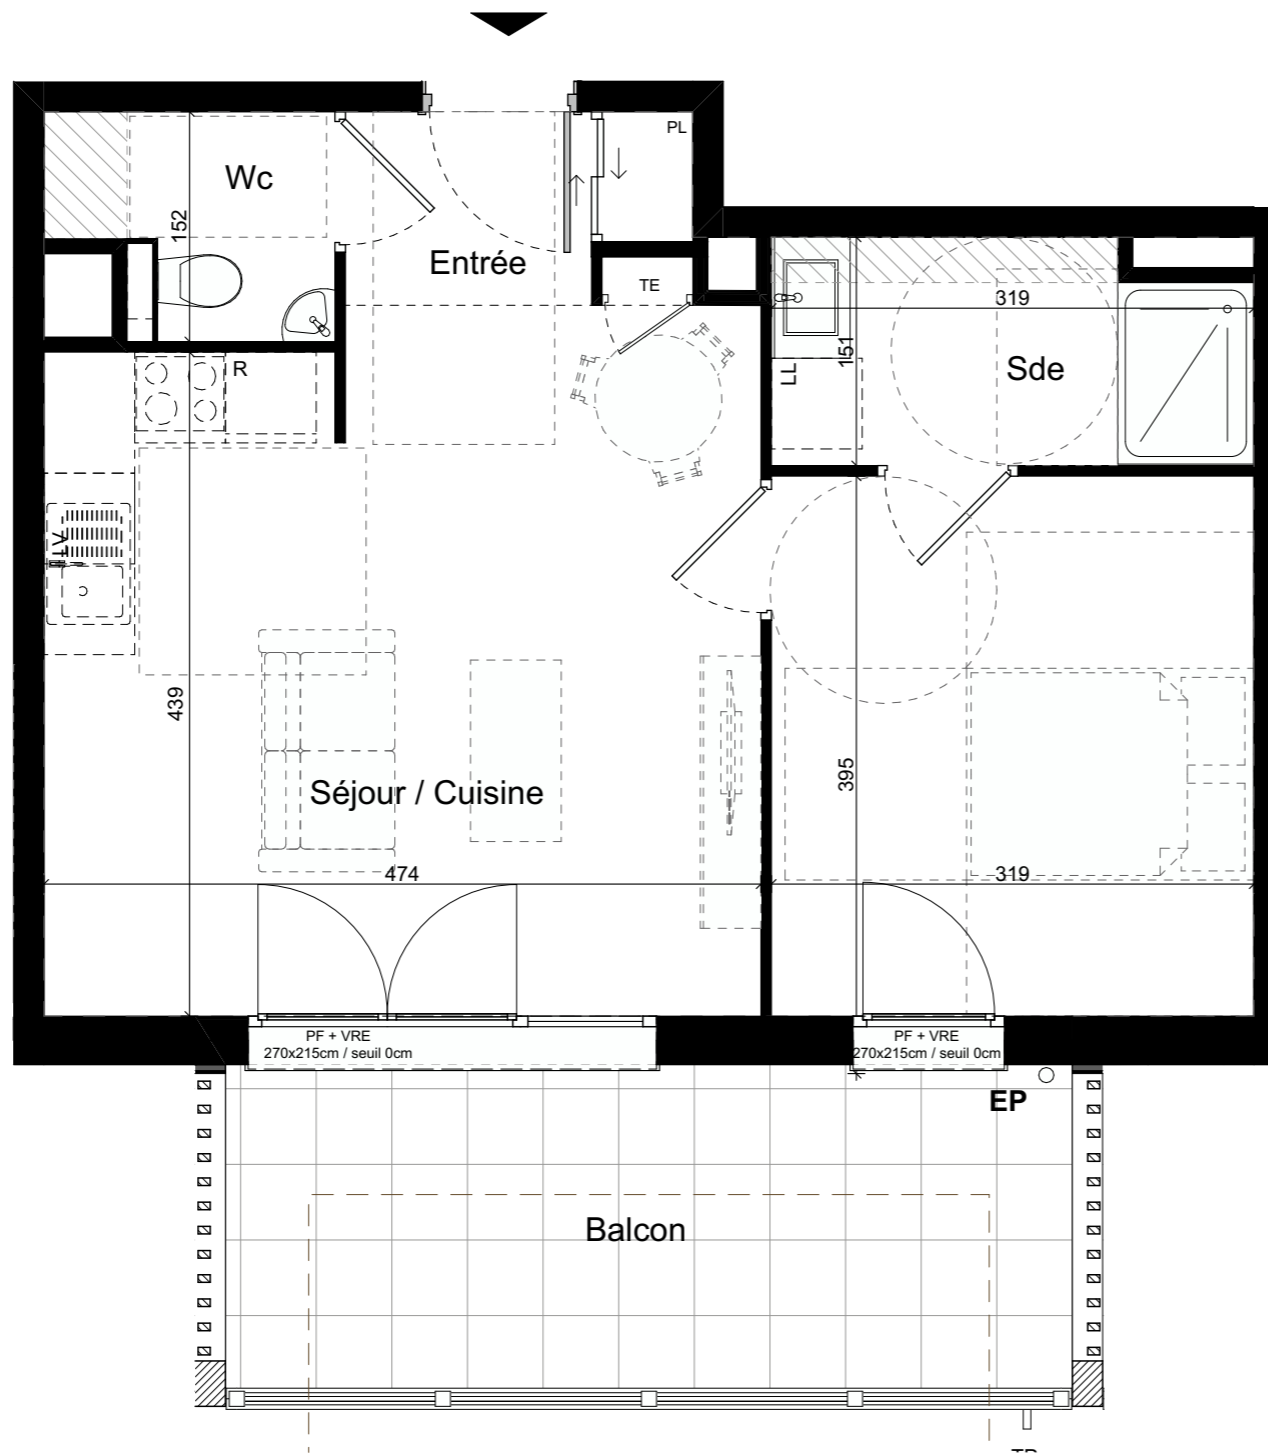 PL
Wc
152
Entrée
TE
319
151
Sde
R
LL
LV
439
395
Séjour / Cuisine
474
319
PF + VRE
270x215cm / seuil 0cm
PF + VRE
270x215cm / seuil 0cm
EP
Balcon